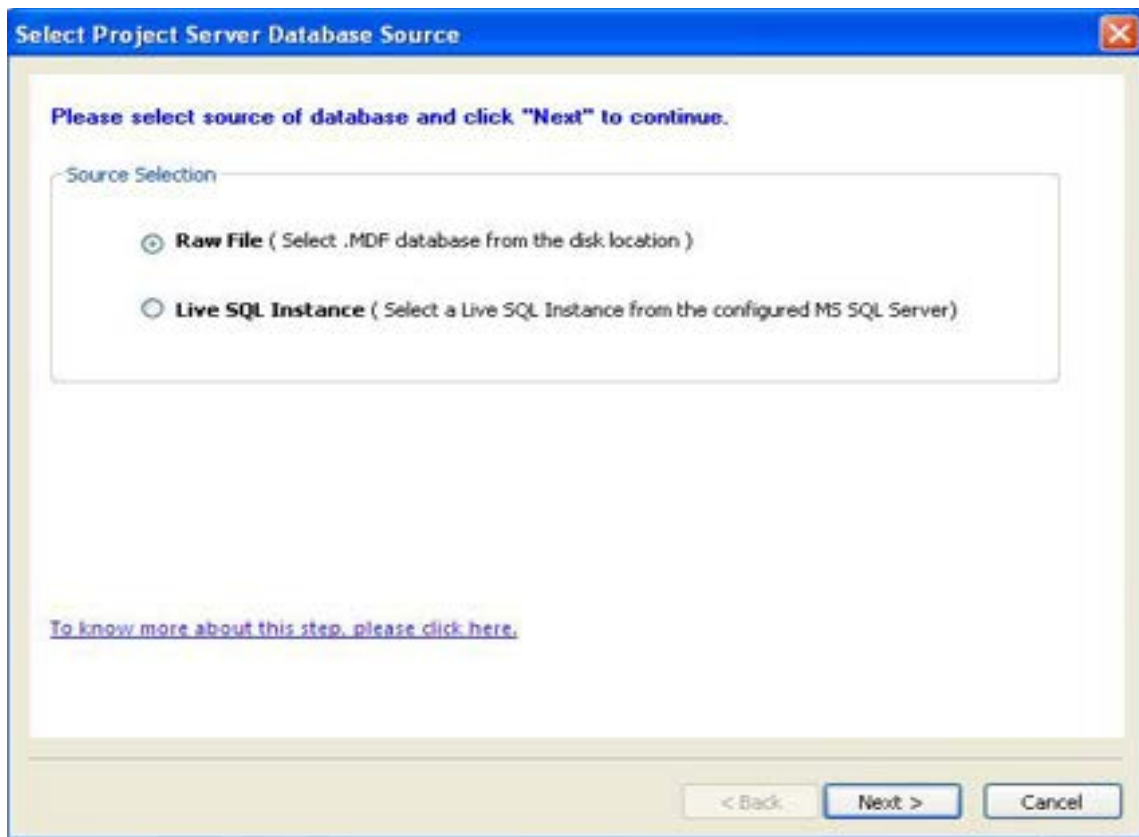 Select Project Server Database Source
Please select source of database and click "Next" to continue.
Source Selection
Raw File ( Select .MDF database from the disk location )
Live SQL Instance ( Select a Live SQL Instance from the configured MS SQL Server)
To know more about this step, please click here.
< Back
Next >
Cancel